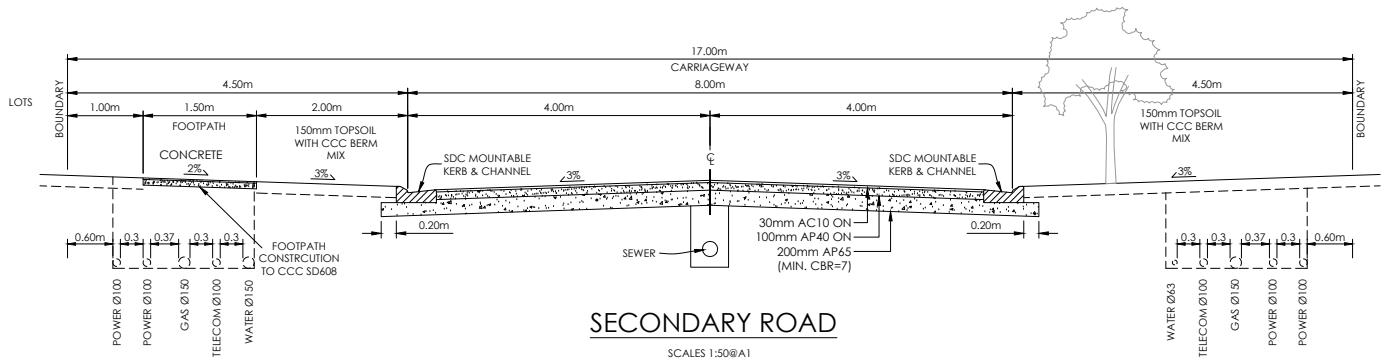 17.00m
CARRIAGEWAY
4.50m
8.00m
4.50m
LOTS
BOUNDARY
1.00m
1.50m
2.00m
4.00m
4.00m
BOUNDARY
FOOTPATH
150mm TOPSOIL
WITH CCC BERM
MIX
150mm TOPSOIL
WITH CCC BERM
MIX
CONCRETE
2%
3%
SDC MOUNTABLE
KERB & CHANNEL
3%
℄
3%
SDC MOUNTABLE
KERB & CHANNEL
3%
0.20m
0.20m
30mm AC10 ON
100mm AP40 ON
200mm AP65
(MIN. CBR=7)
SEWER
0.60m
0.3
0.37
0.3
0.3
FOOTPATH
CONSTRCUTION
TO CCC SD608
0.3
0.3
0.37
0.3
0.60m
POWER Ø100
POWER Ø100
GAS Ø150
TELECOM Ø100
WATER Ø150
WATER Ø63
TELECOM Ø100
GAS Ø150
POWER Ø100
POWER Ø100
SECONDARY ROAD
SCALES 1:50@A1